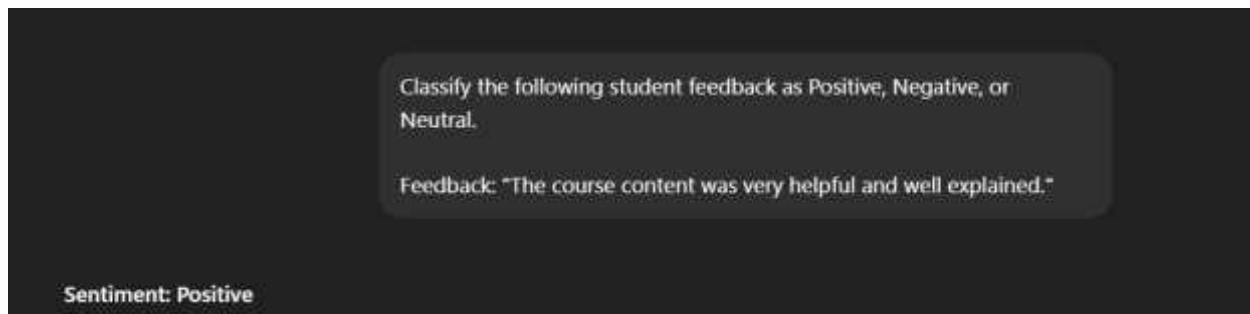 Classify the following student feedback as Positive, Negative, or
Neutral.
Feedback: "The course content was very helpful and well explained."
Sentiment: Positive